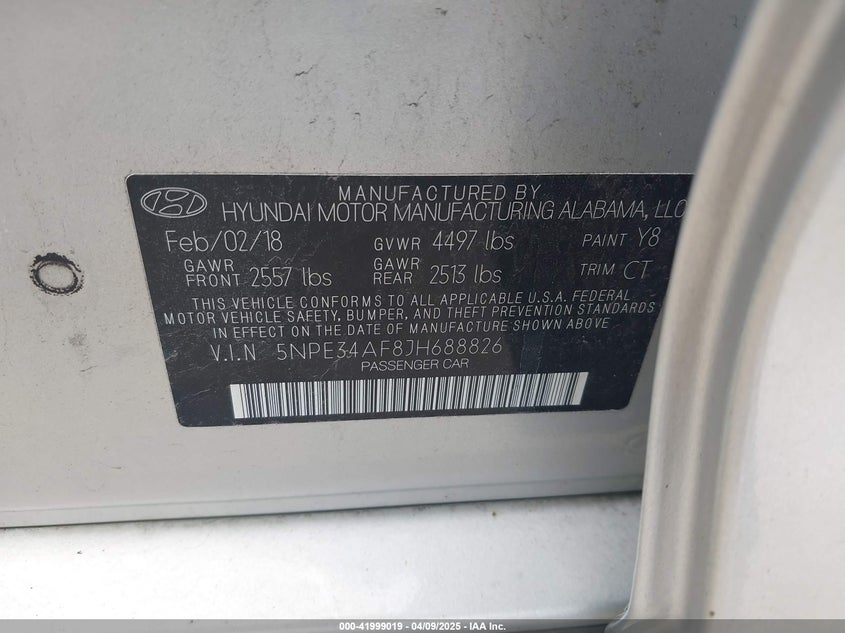 MANUFACTURED BY
HYUNDAI MOTOR MANUFACTURING ALABAMA, LLC
Feb/02/18 GVWR 4497 lbs PAINT Y8
GAWR FRONT 2557 lbs GAWR REAR 2513 lbs TRIM CT
THIS VEHICLE CONFORMS TO ALL APPLICABLE U.S.A. FEDERAL
MOTOR VEHICLE SAFETY, BUMPER, AND THEFT PREVENTION STANDARDS
IN EFFECT ON THE DATE OF MANUFACTURE SHOWN ABOVE
V.I.N 5NPE34AF8JH688826
PASSENGER CAR
000-41999019 - 04/09/2025 - IAA Inc.